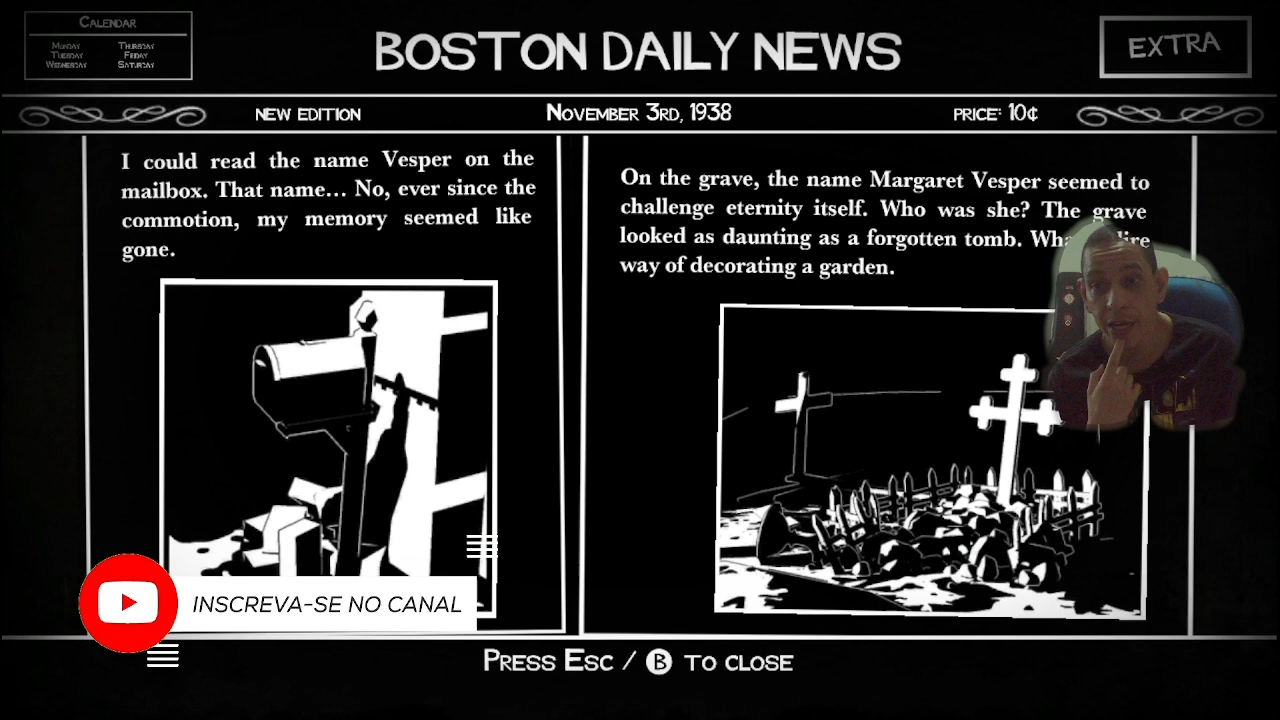 CALENDAR
MONDAY THURSDAY
TUESDAY FRIDAY
WEDNESDAY SATURDAY
BOSTON DAILY NEWS
EXTRA
NEW EDITION NOVEMBER 3RD, 1938 PRICE: 10¢
I could read the name Vesper on the
mailbox. That name... No, ever since the
commotion, my memory seemed like
gone.
On the grave, the name Margaret Vesper seemed to
challenge eternity itself. Who was she? The grave
looked as daunting as a forgotten tomb.
way of decorating a garden.
INSCREVA-SE NO CANAL
PRESS ESC / B TO CLOSE